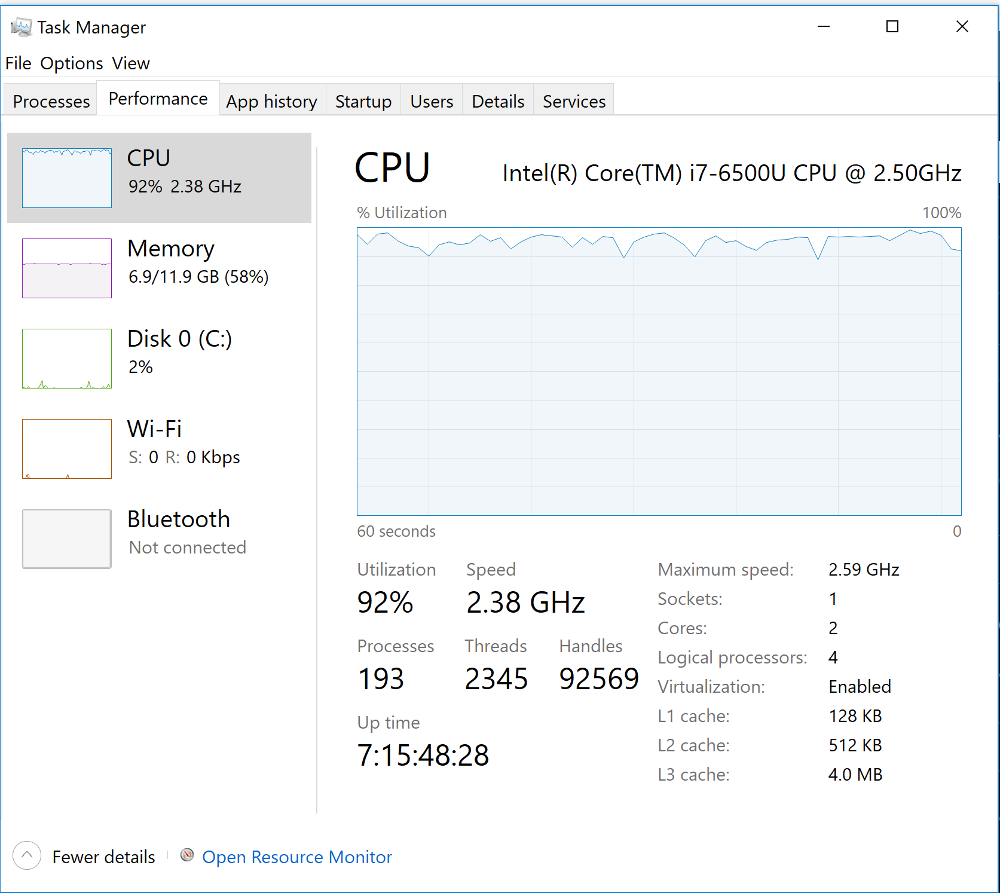 Task Manager
File Options View
Processes Performance App history Startup Users Details Services
CPU
92% 2.38 GHz
Memory
6.9/11.9 GB (58%)
Disk 0 (C:)
2%
Wi-Fi
S: 0 R: 0 Kbps
Bluetooth
Not connected
CPU Intel(R) Core(TM) i7-6500U CPU @ 2.50GHz
% Utilization 100%
60 seconds 0
Utilization Speed
92% 2.38 GHz
Processes Threads Handles
193 2345 92569
Up time
7:15:48:28
Maximum speed: 2.59 GHz
Sockets: 1
Cores: 2
Logical processors: 4
Virtualization: Enabled
L1 cache: 128 KB
L2 cache: 512 KB
L3 cache: 4.0 MB
Fewer details Open Resource Monitor